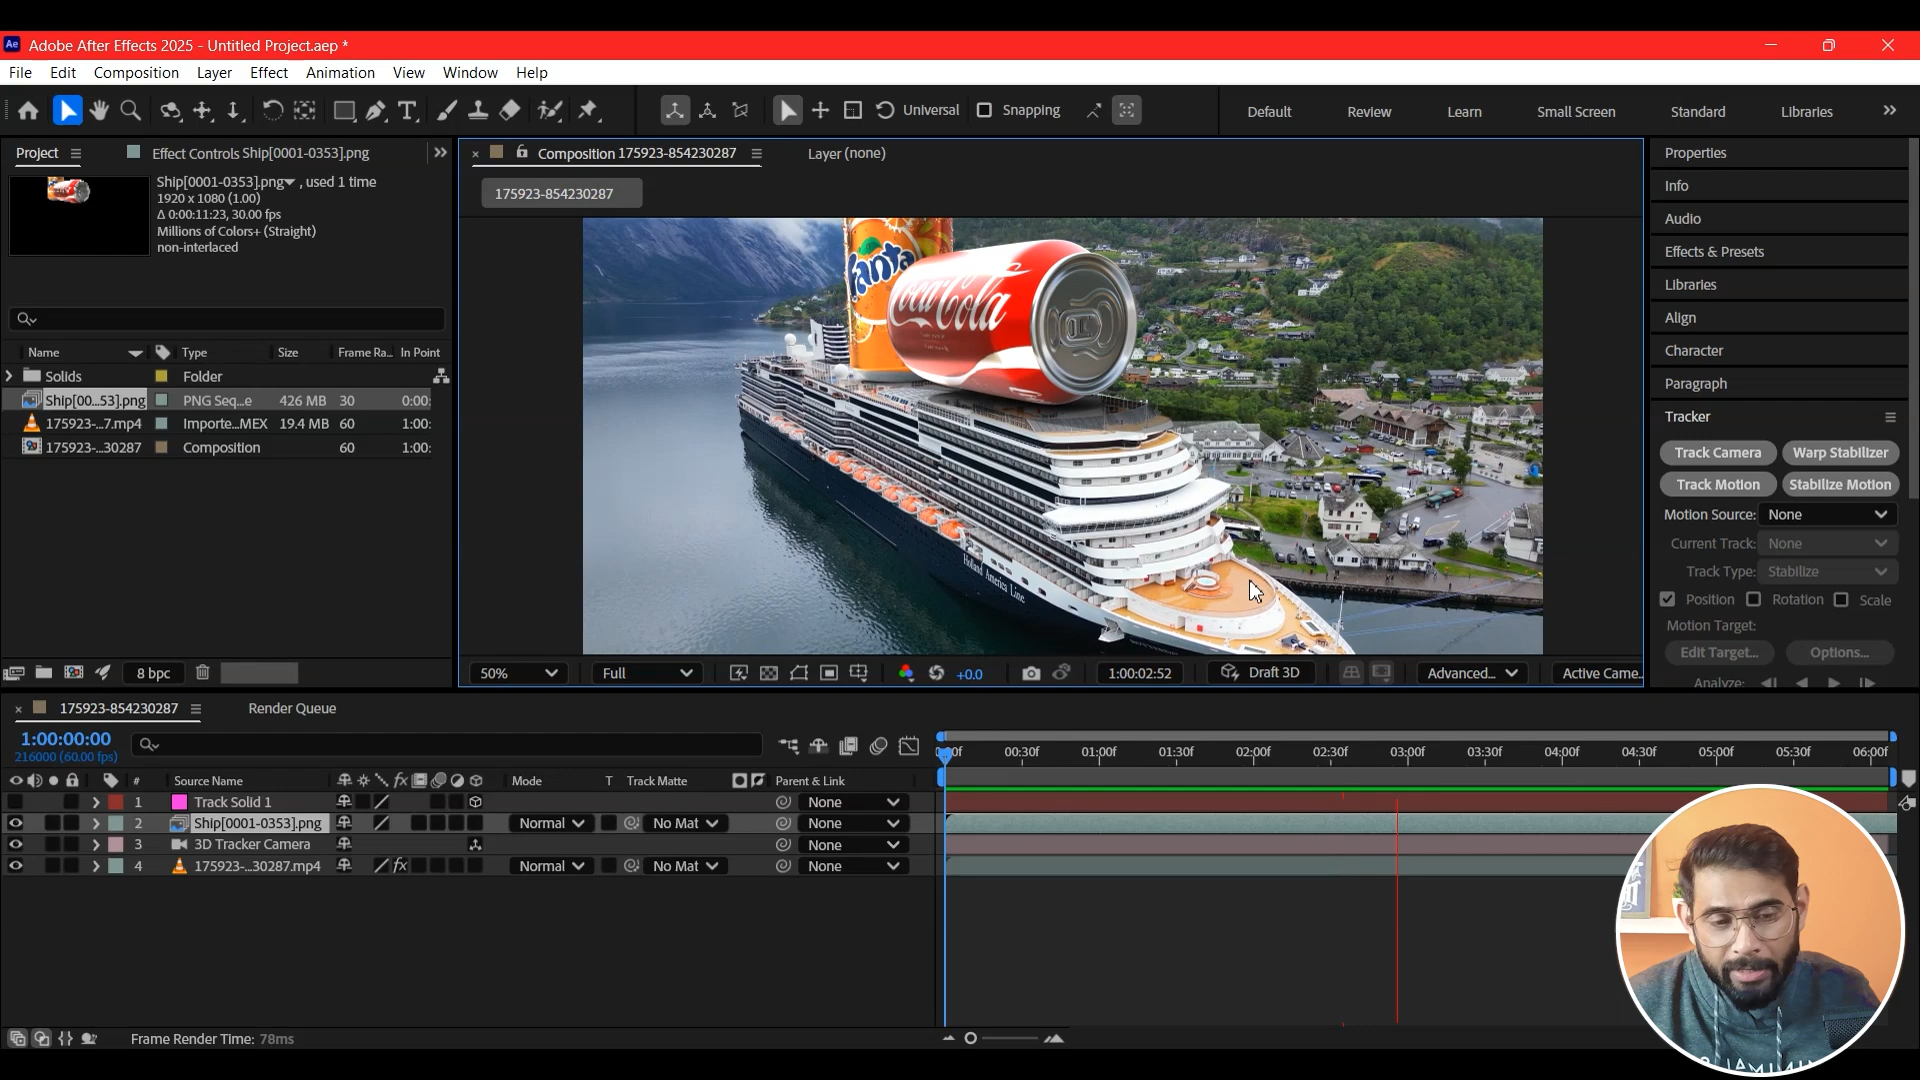 Ae Adobe After Effects 2025 - Untitled Project.aep *
File Edit Composition Layer Effect Animation View Window Help
Universal Snapping Default Review Learn Small Screen Standard Libraries
Project Effect Controls Ship[0001-0353].png
Ship[0001-0353].png , used 1 time
1920 x 1080 (1.00)
Δ 0:00:11:23, 30.00 fps
Millions of Colors+ (Straight)
non-interlaced
Name Type Size Frame Ra... In Point
Solids Folder
Ship[00...53].png PNG Seq...e 426 MB 30 0:00:
175923-...7.mp4 Importe...MEX 19.4 MB 60 1:00:
175923-...30287 Composition 60 1:00:
8 bpc
Composition 175923-854230287 Layer (none)
175923-854230287
Fanta
Coca-Cola
Holland America Line
50% Full +0.0 1:00:02:52 Draft 3D Advanced... Active Came...
Properties
Info
Audio
Effects & Presets
Libraries
Align
Character
Paragraph
Tracker
Track Camera Warp Stabilizer
Track Motion Stabilize Motion
Motion Source: None
Current Track: None
Track Type: Stabilize
Position Rotation Scale
Motion Target:
Edit Target... Options...
Analyze:
175923-854230287 Render Queue
1:00:00:00
216000 (60.00 fps)
00:30f 01:00f 01:30f 02:00f 02:30f 03:00f 03:30f 04:00f 04:30f 05:00f 05:30f 06:00f
# Source Name fx Mode T Track Matte Parent & Link
1 Track Solid 1 None
2 Ship[0001-0353].png Normal No Mat None
3 3D Tracker Camera None
4 175923-...30287.mp4 fx Normal No Mat None
Frame Render Time: 78ms